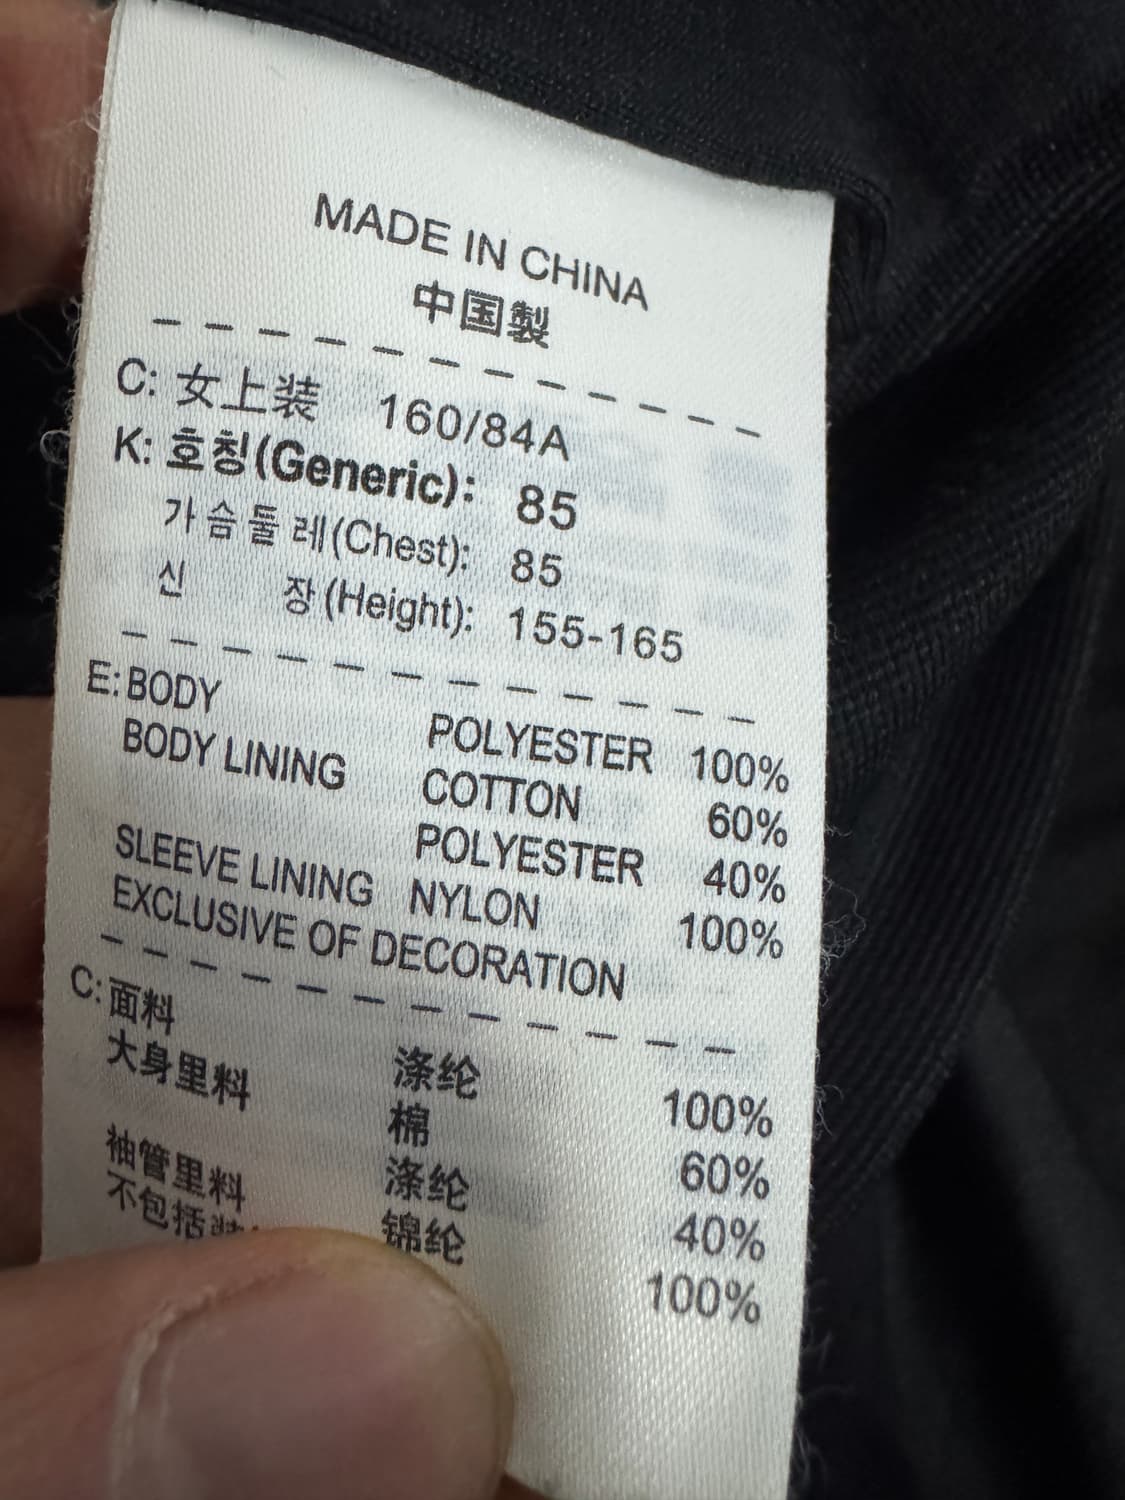 MADE IN CHINA
中国製
C: 女上装 160/84A
K: 호칭(Generic): 85
가슴둘레(Chest): 85
신 장(Height): 155-165
E: BODY POLYESTER 100%
BODY LINING COTTON 60%
POLYESTER 40%
SLEEVE LINING NYLON 100%
EXCLUSIVE OF DECORATION
C: 面料 涤纶 100%
大身里料 棉 60%
涤纶 40%
袖管里料 锦纶 100%
不包括